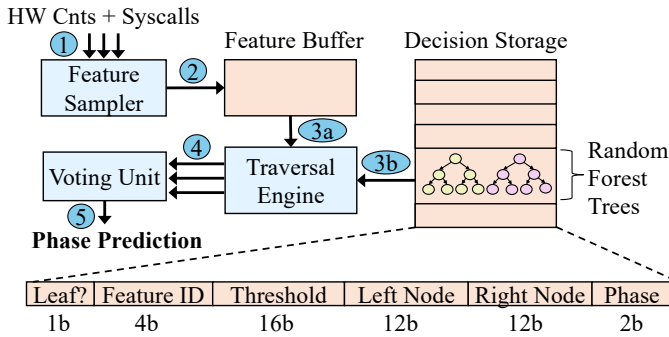 HW Cnts + Syscalls
Feature Buffer
Decision Storage
1
Feature
Sampler
2
3a
4
Voting Unit
Traversal
Engine
3b
Random
Forest
Trees
5
Phase Prediction
Leaf?
Feature ID
Threshold
Left Node
Right Node
Phase
1b
4b
16b
12b
12b
2b